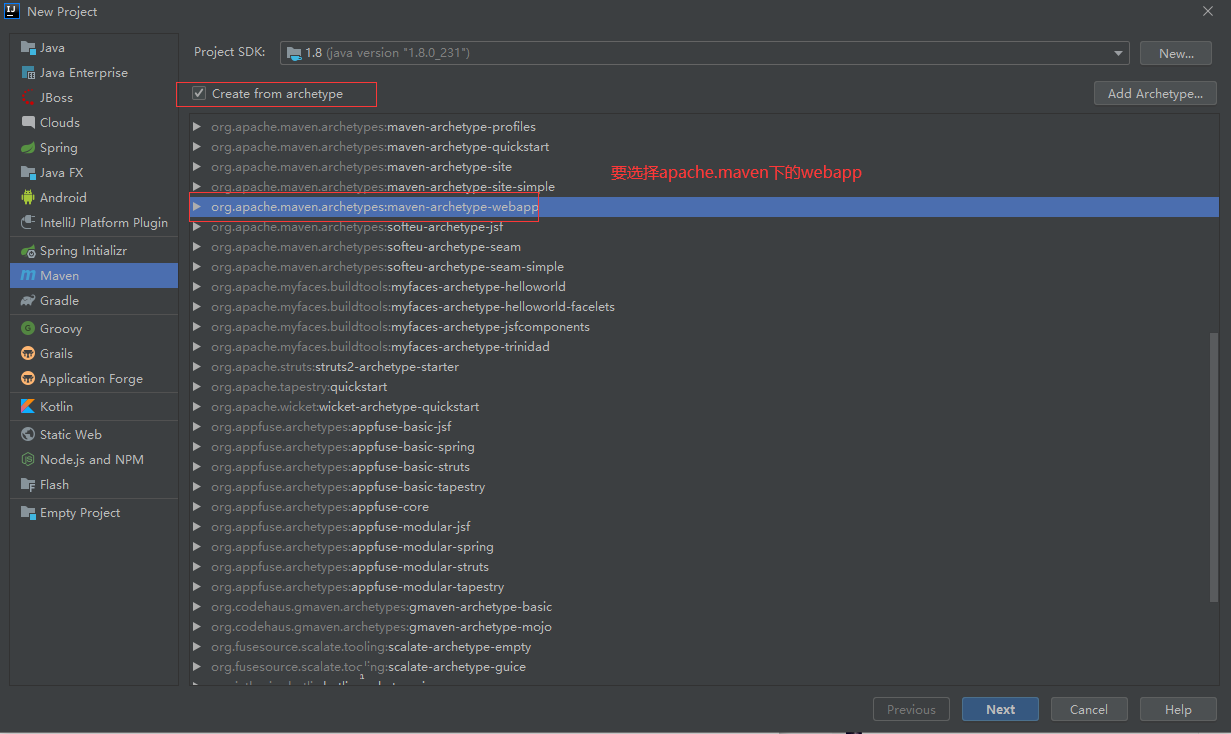 New Project
Java
Java Enterprise
JBoss
Clouds
Spring
Java FX
Android
IntelliJ Platform Plugin
Spring Initializr
Maven
Gradle
Groovy
Grails
Application Forge
Kotlin
Static Web
Node.js and NPM
Flash
Empty Project
Project SDK: 1.8 (java version "1.8.0_231") New...
Create from archetype Add Archetype...
org.apache.maven.archetypes:maven-archetype-profiles
org.apache.maven.archetypes:maven-archetype-quickstart
org.apache.maven.archetypes:maven-archetype-site
要选择apache.maven下的webapp
org.apache.maven.archetypes:maven-archetype-site-simple
org.apache.maven.archetypes:maven-archetype-webapp
org.apache.maven.archetypes:softeu-archetype-jsf
org.apache.maven.archetypes:softeu-archetype-seam
org.apache.maven.archetypes:softeu-archetype-seam-simple
org.apache.myfaces.buildtools:myfaces-archetype-helloworld
org.apache.myfaces.buildtools:myfaces-archetype-helloworld-facelets
org.apache.myfaces.buildtools:myfaces-archetype-jsfcomponents
org.apache.myfaces.buildtools:myfaces-archetype-trinidad
org.apache.struts:struts2-archetype-starter
org.apache.tapestry:quickstart
org.apache.wicket:wicket-archetype-quickstart
org.appfuse.archetypes:appfuse-basic-jsf
org.appfuse.archetypes:appfuse-basic-spring
org.appfuse.archetypes:appfuse-basic-struts
org.appfuse.archetypes:appfuse-basic-tapestry
org.appfuse.archetypes:appfuse-core
org.appfuse.archetypes:appfuse-modular-jsf
org.appfuse.archetypes:appfuse-modular-spring
org.appfuse.archetypes:appfuse-modular-struts
org.appfuse.archetypes:appfuse-modular-tapestry
org.codehaus.gmaven.archetypes:gmaven-archetype-basic
org.codehaus.gmaven.archetypes:gmaven-archetype-mojo
org.fusesource.scalate.tooling:scalate-archetype-empty
org.fusesource.scalate.tooling:scalate-archetype-guice
Previous Next Cancel Help